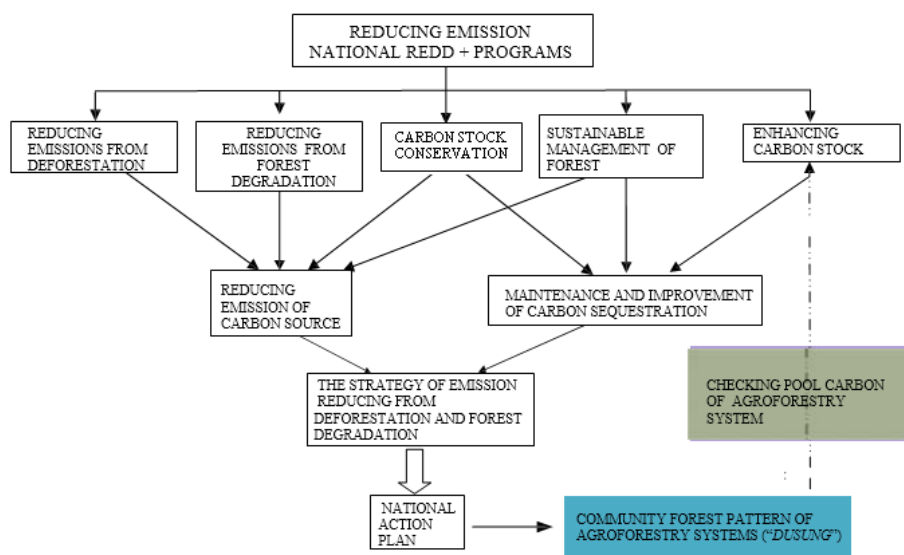 REDUCING EMISSION
NATIONAL REDD + PROGRAMS
REDUCING
EMISSIONS FROM
DEFORESTATION
REDUCING
EMISSIONS FROM
FOREST
DEGRADATION
CARBON STOCK
CONSERVATION
SUSTAINABLE
MANAGEMENT OF
FOREST
ENHANCING
CARBON STOCK
REDUCING
EMISSION OF
CARBON SOURCE
MAINTENANCE AND IMPROVEMENT
OF CARBON SEQUESTRATION
THE STRATEGY OF EMISSION
REDUCING FROM
DEFORESTATION AND FOREST
DEGRADATION
CHECKING POOL CARBON
OF AGROFORESTRY
SYSTEM
:
NATIONAL
ACTION
PLAN
COMMUNITY FOREST PATTERN OF
AGROFORESTRY SYSTEMS (“DUSUNG”)